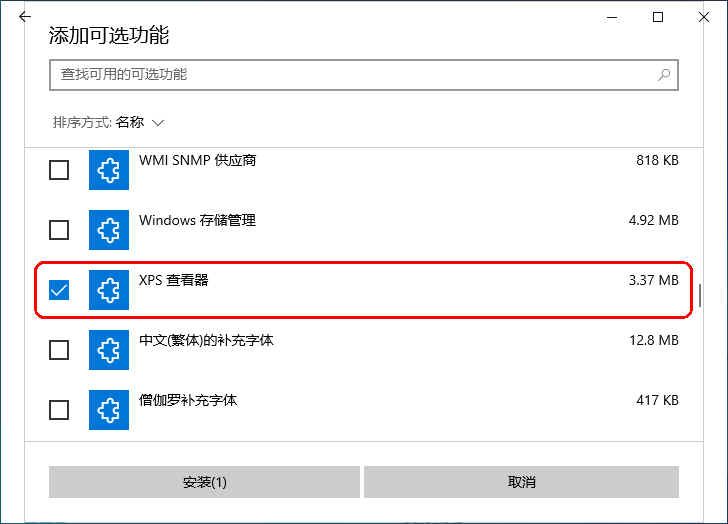 添加可选功能
查找可用的可选功能
排序方式: 名称
WMI SNMP 供应商 818 KB
Windows 存储管理 4.92 MB
XPS 查看器 3.37 MB
中文(繁体)的补充字体 12.8 MB
僧伽罗补充字体 417 KB
安装(1) 取消